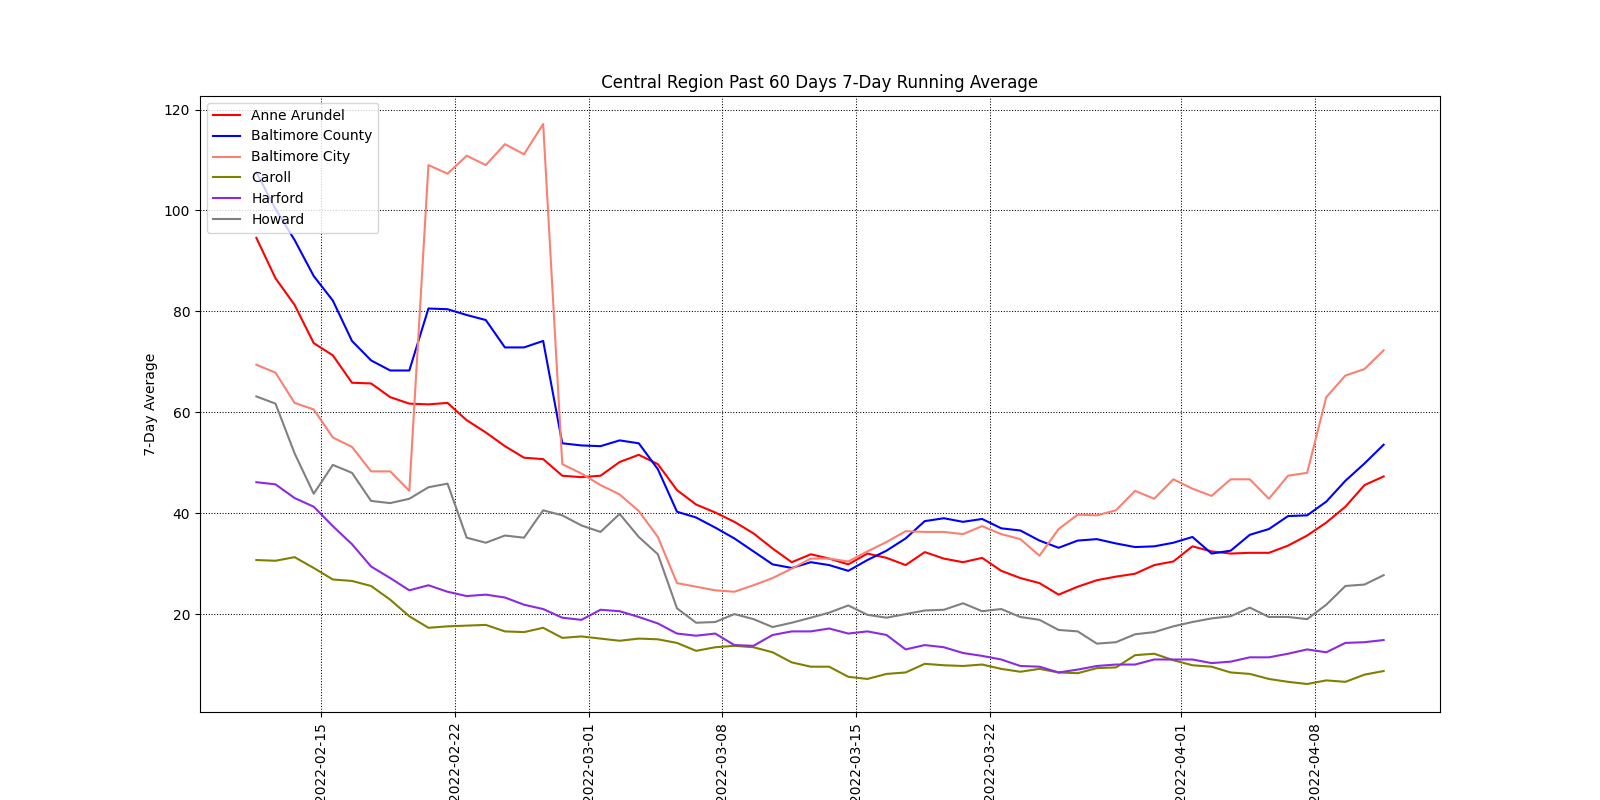 Central Region Past 60 Days 7-Day Running Average
120
100
80
60
40
20
7-Day Average
Anne Arundel
Baltimore County
Baltimore City
Caroll
Harford
Howard
2022-02-15
2022-02-22
2022-03-01
2022-03-08
2022-03-15
2022-03-22
2022-04-01
2022-04-08